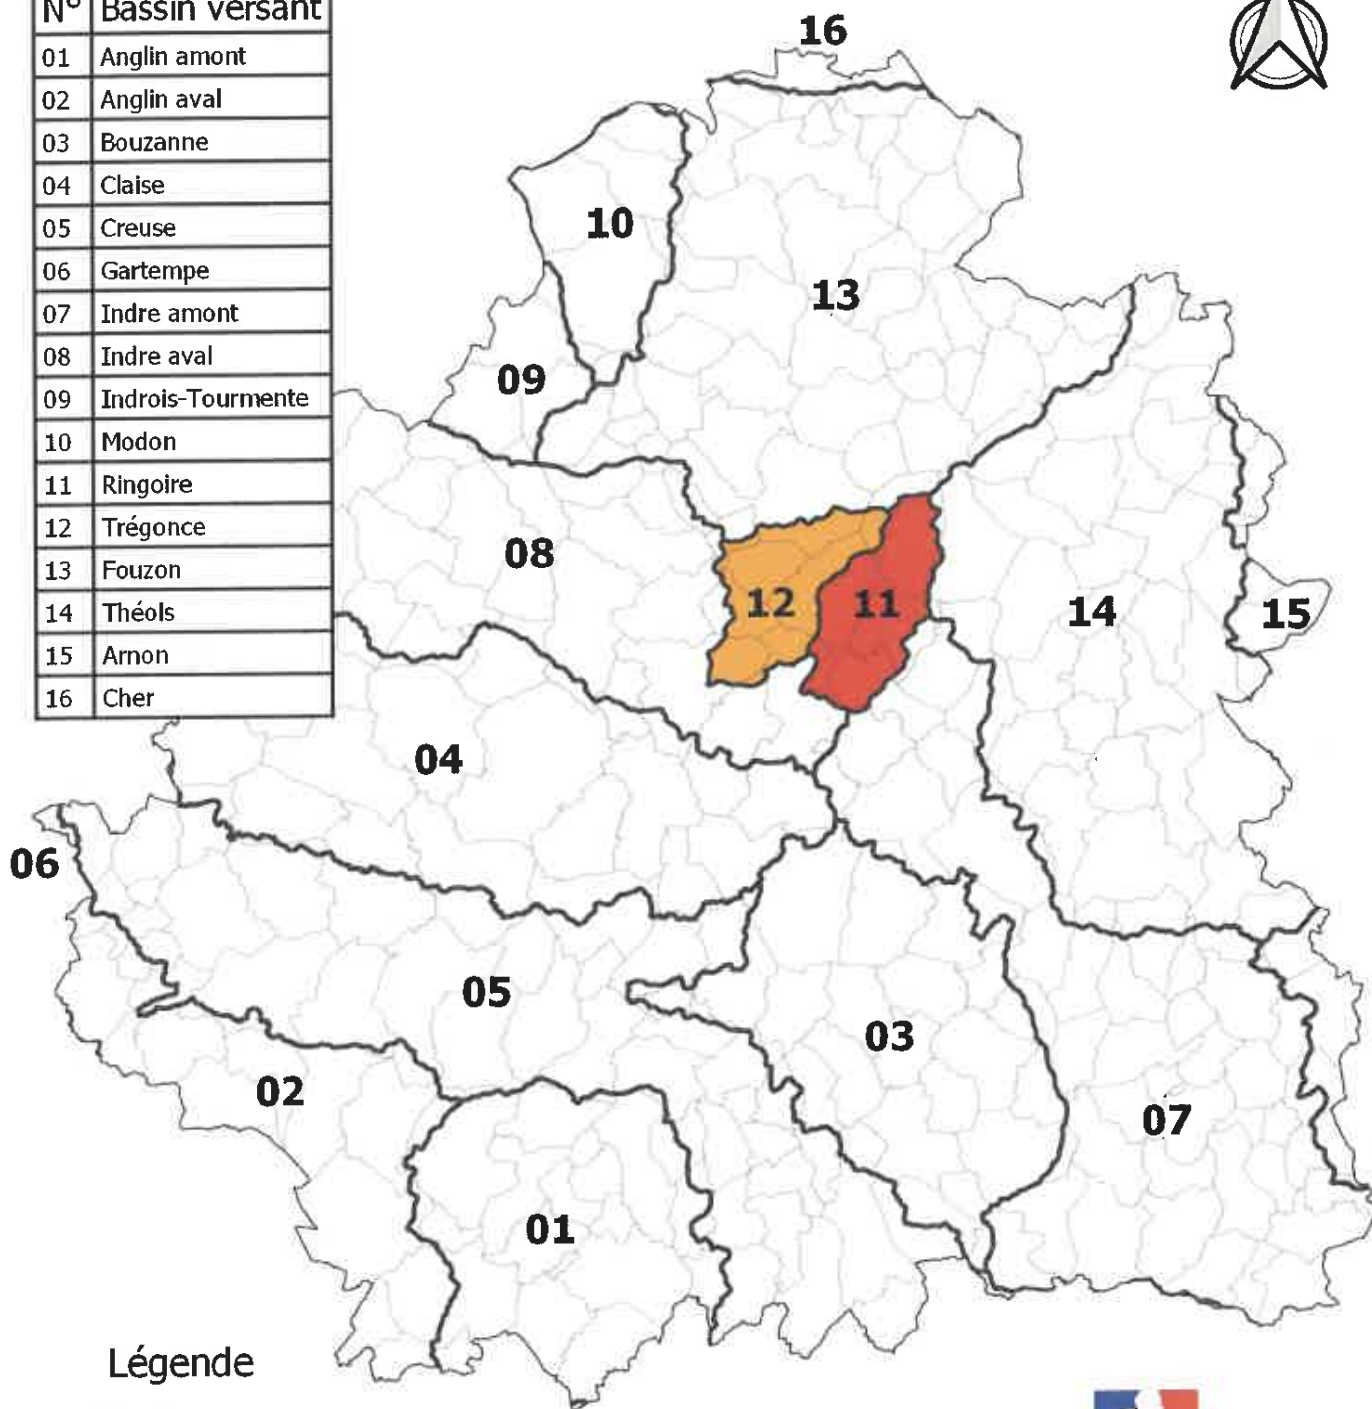 N° Bassin versant
01 Anglin amont
02 Anglin aval
03 Bouzanne
04 Claise
05 Creuse
06 Gartempe
07 Indre amont
08 Indre aval
09 Indrois-Tourmente
10 Modon
11 Ringoire
12 Trégonce
13 Fouzon
14 Théols
15 Arnon
16 Cher
16
10
13
09
08
12
11
14
15
04
06
05
03
02
07
01
Légende